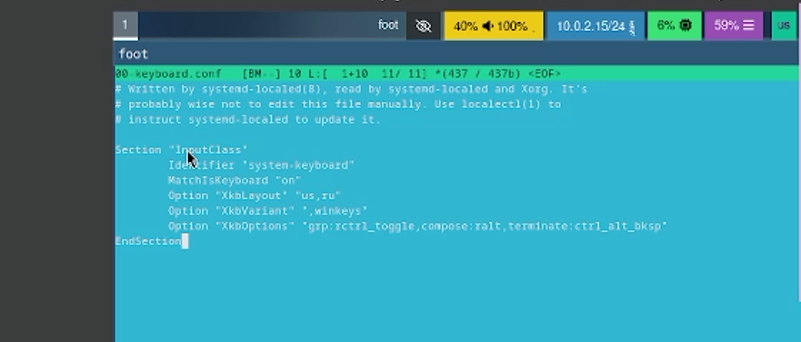 1 foot 40% 100% 10.0.2.15/24 6% 59% us
foot
00-keyboard.conf [BM--] 10 L:[ 1+10 11/ 11] *(437 / 437b) <EOF>
# Written by systemd-localed(8), read by systemd-localed and Xorg. It's
# probably wise not to edit this file manually. Use localectl(1) to
# instruct systemd-localed to update it.
Section "InputClass"
Identifier "system-keyboard"
MatchIsKeyboard "on"
Option "XkbLayout" "us,ru"
Option "XkbVariant" ",winkeys"
Option "XkbOptions" "grp:rctrl_toggle,compose:ralt,terminate:ctrl_alt_bksp"
EndSection